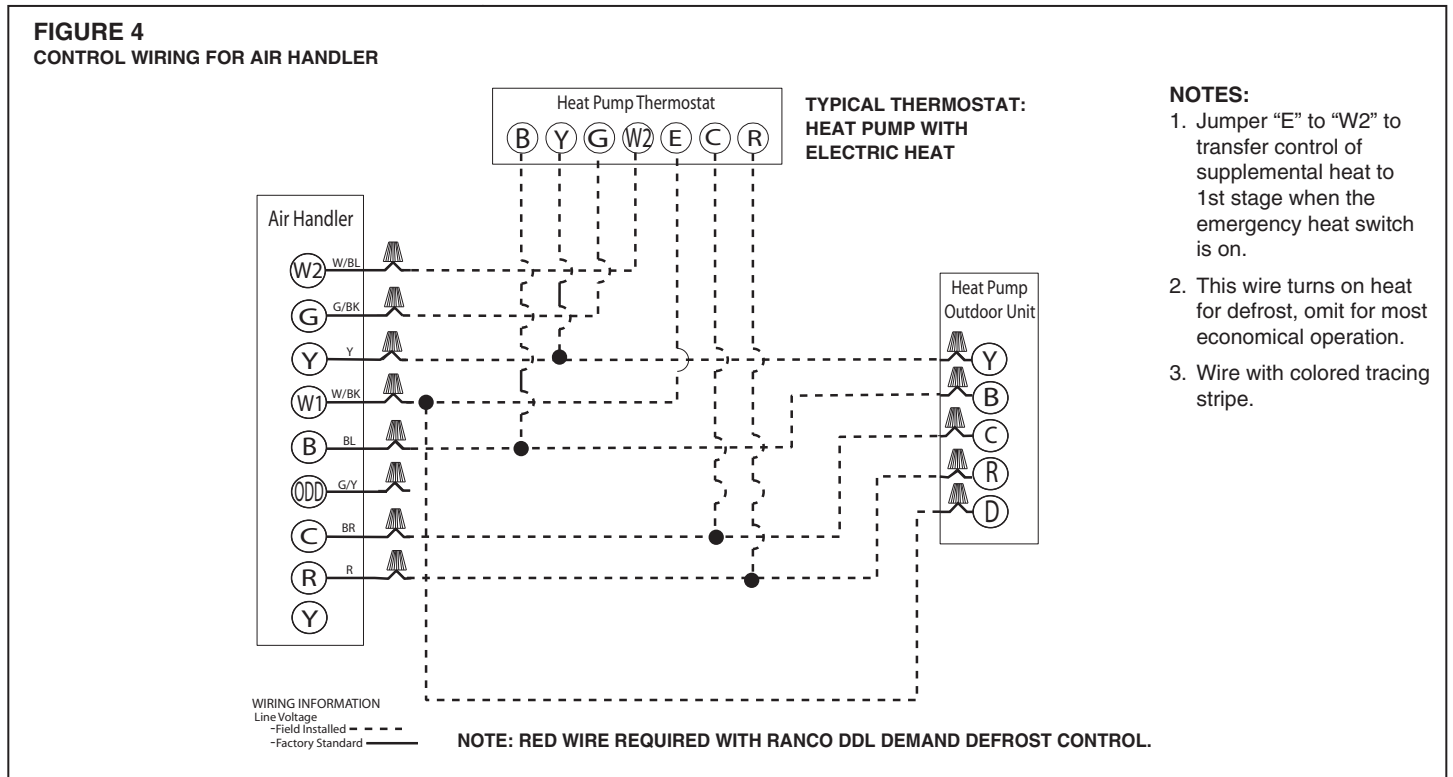 FIGURE 4
CONTROL WIRING FOR AIR HANDLER
Heat Pump Thermostat
B Y G W2 E C R
TYPICAL THERMOSTAT:
HEAT PUMP WITH
ELECTRIC HEAT
Air Handler
W2 W/BL
G G/BK
Y Y
W1 W/BK
B BL
ODD G/Y
C BR
R R
Y
Heat Pump
Outdoor Unit
Y
B
C
R
D
NOTES:
1. Jumper “E” to “W2” to
transfer control of
supplemental heat to
1st stage when the
emergency heat switch
is on.
2. This wire turns on heat
for defrost, omit for most
economical operation.
3. Wire with colored tracing
stripe.
WIRING INFORMATION
Line Voltage
-Field Installed
-Factory Standard
NOTE: RED WIRE REQUIRED WITH RANCO DDL DEMAND DEFROST CONTROL.